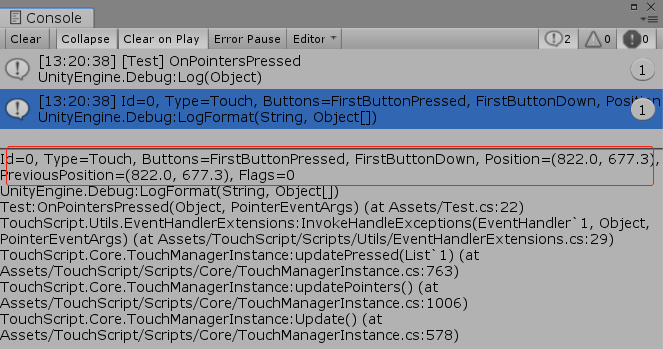 Console
Clear Collapse Clear on Play Error Pause Editor 2 0 0
[13:20:38] [Test] OnPointersPressed
UnityEngine.Debug:Log(Object)
1
[13:20:38] Id=0, Type=Touch, Buttons=FirstButtonPressed, FirstButtonDown, Position
UnityEngine.Debug:LogFormat(String, Object[])
1
Id=0, Type=Touch, Buttons=FirstButtonPressed, FirstButtonDown, Position=(822.0, 677.3),
PreviousPosition=(822.0, 677.3), Flags=0
UnityEngine.Debug:LogFormat(String, Object[])
Test:OnPointersPressed(Object, PointerEventArgs) (at Assets/Test.cs:22)
TouchScript.Utils.EventHandlerExtensions:InvokeHandleExceptions(EventHandler`1, Object,
PointerEventArgs) (at Assets/TouchScript/Scripts/Utils/EventHandlerExtensions.cs:29)
TouchScript.Core.TouchManagerInstance:updatePressed(List`1) (at
Assets/TouchScript/Scripts/Core/TouchManagerInstance.cs:763)
TouchScript.Core.TouchManagerInstance:updatePointers() (at
Assets/TouchScript/Scripts/Core/TouchManagerInstance.cs:1006)
TouchScript.Core.TouchManagerInstance:Update() (at
Assets/TouchScript/Scripts/Core/TouchManagerInstance.cs:578)